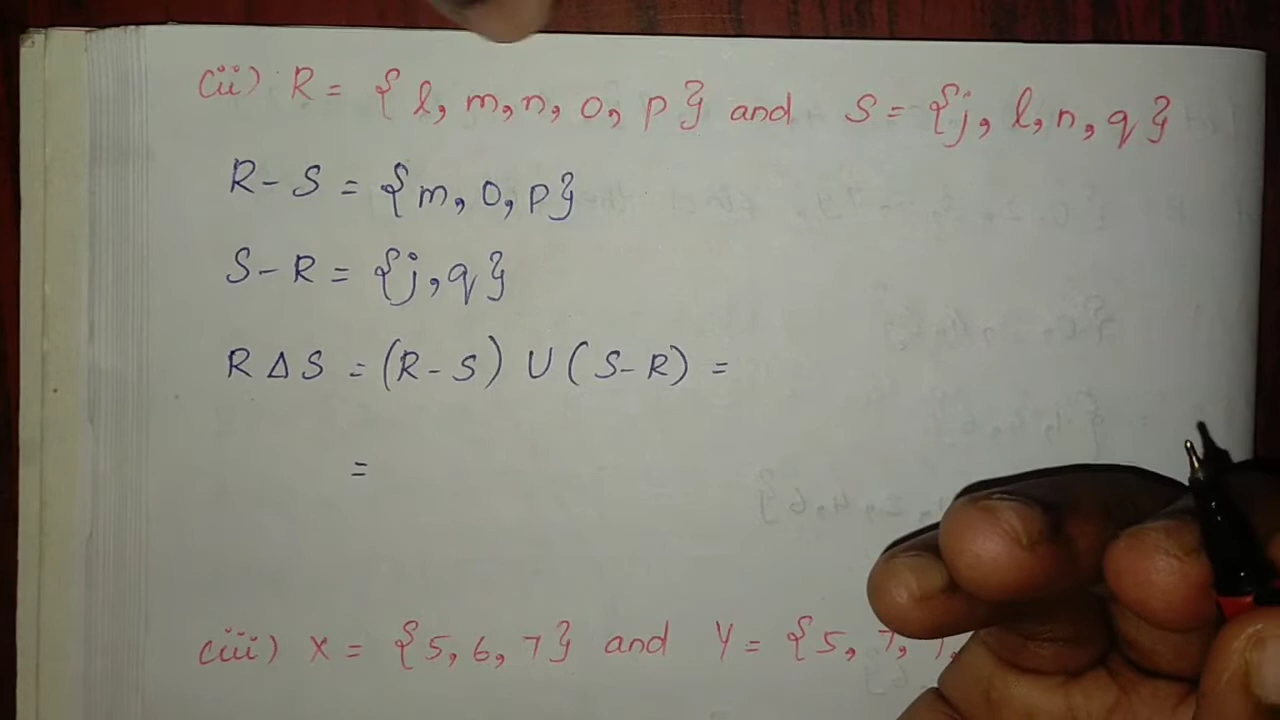 (ii) R = {l, m, n, o, p} and S = {j, l, n, q}
R - S = {m, o, p}
S - R = {j, q}
R Δ S = (R - S) ∪ (S - R) =
=
(iii) X = {5, 6, 7} and Y = {5, 7,